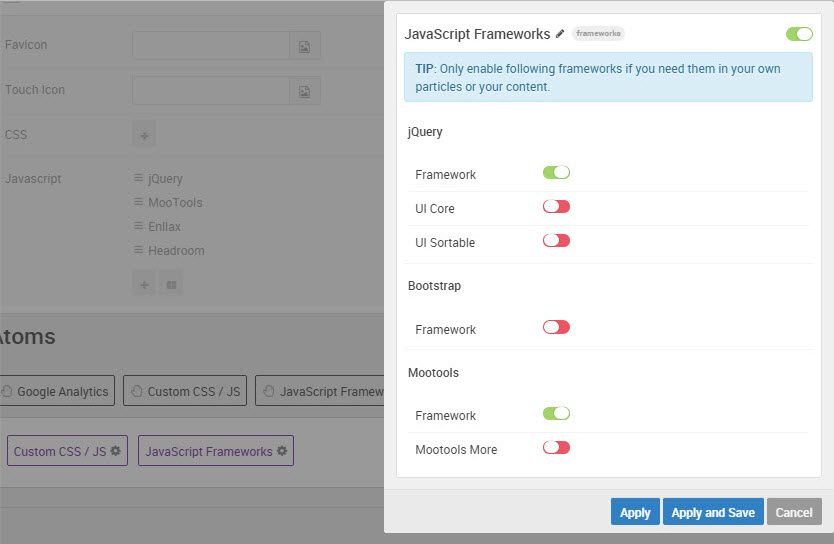 Favicon
Touch Icon
CSS
Javascript
jQuery
MooTools
Enllax
Headroom
Atoms
Google Analytics
Custom CSS / JS
JavaScript Framew
Custom CSS / JS
JavaScript Frameworks
JavaScript Frameworks
frameworks
TIP: Only enable following frameworks if you need them in your own
particles or your content.
jQuery
Framework
UI Core
UI Sortable
Bootstrap
Framework
Mootools
Framework
Mootools More
Apply
Apply and Save
Cancel